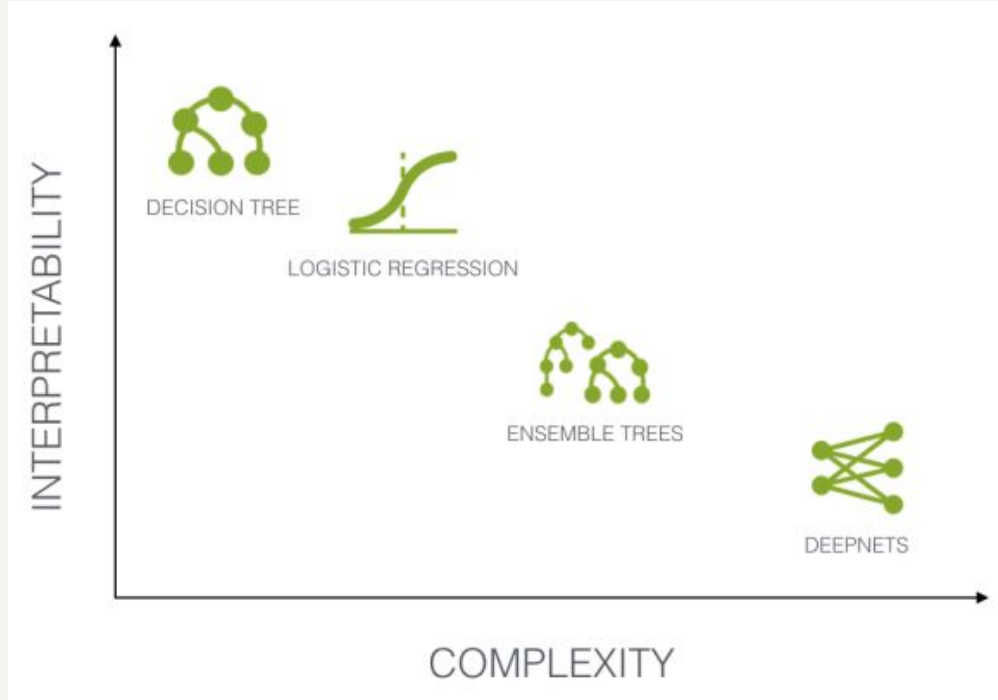 INTERPRETABILITY
DECISION TREE
LOGISTIC REGRESSION
ENSEMBLE TREES
DEEPNETS
COMPLEXITY